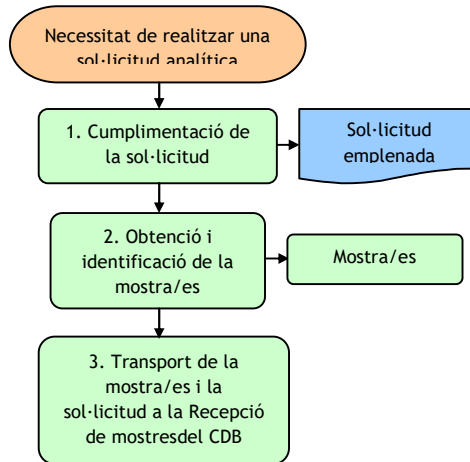 Necessitat de realitzar una
sol·licitud analítica
1. Cumplimentació de
la sol·licitud
Sol·licitud
emplenada
2. Obtenció i
identificació de la
mostra/es
Mostra/es
3. Transport de la
mostra/es i la
sol·licitud a la Recepció
de mostresdel CDB